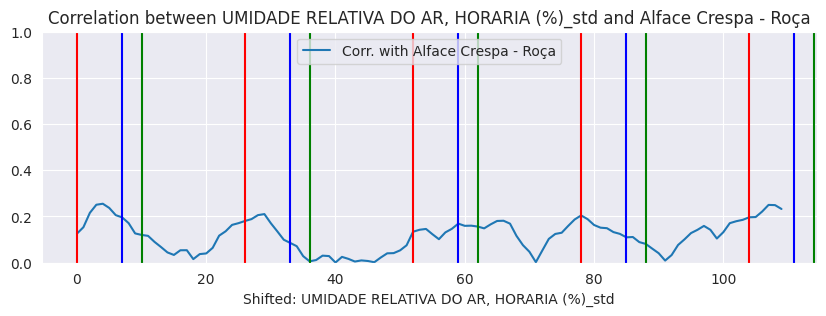 Correlation between UMIDADE RELATIVA DO AR, HORARIA (%)_std and Alface Crespa - Roça
1.0
Corr. with Alface Crespa - Roça
0.8
0.6
0.4
0.2
0.0
0 20 40 60 80 100
Shifted: UMIDADE RELATIVA DO AR, HORARIA (%)_std